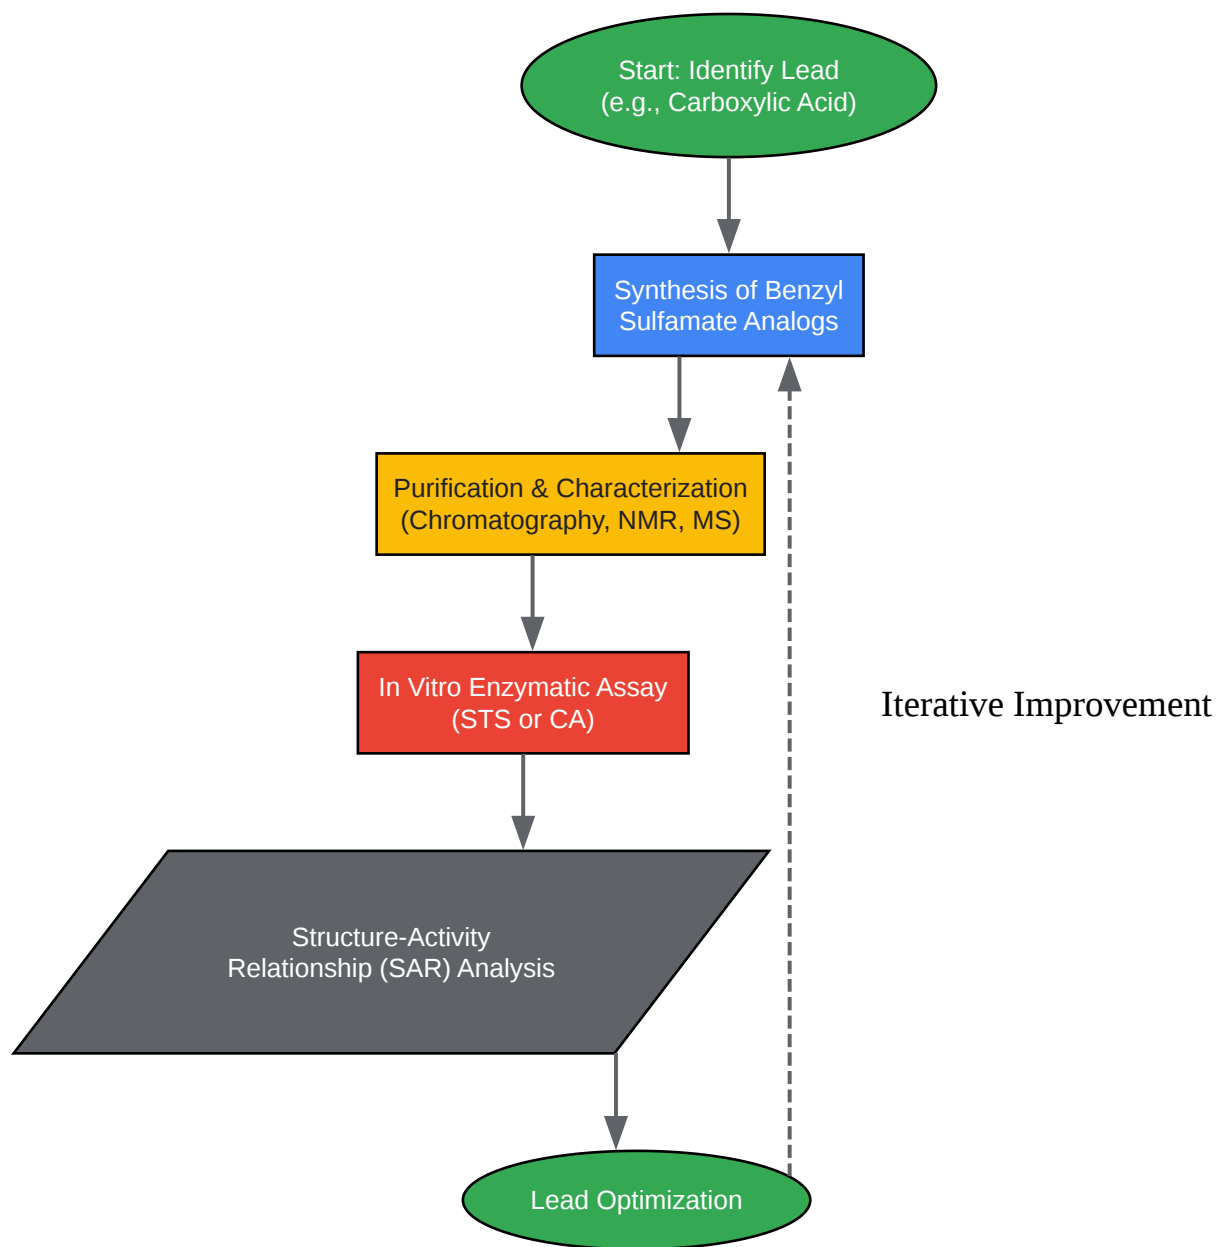 Start: Identify Lead
(e.g., Carboxylic Acid)
Synthesis of Benzyl
Sulfamate Analogs
Purification & Characterization
(Chromatography, NMR, MS)
In Vitro Enzymatic Assay
(STS or CA)
Iterative Improvement
Structure-Activity
Relationship (SAR) Analysis
Lead Optimization